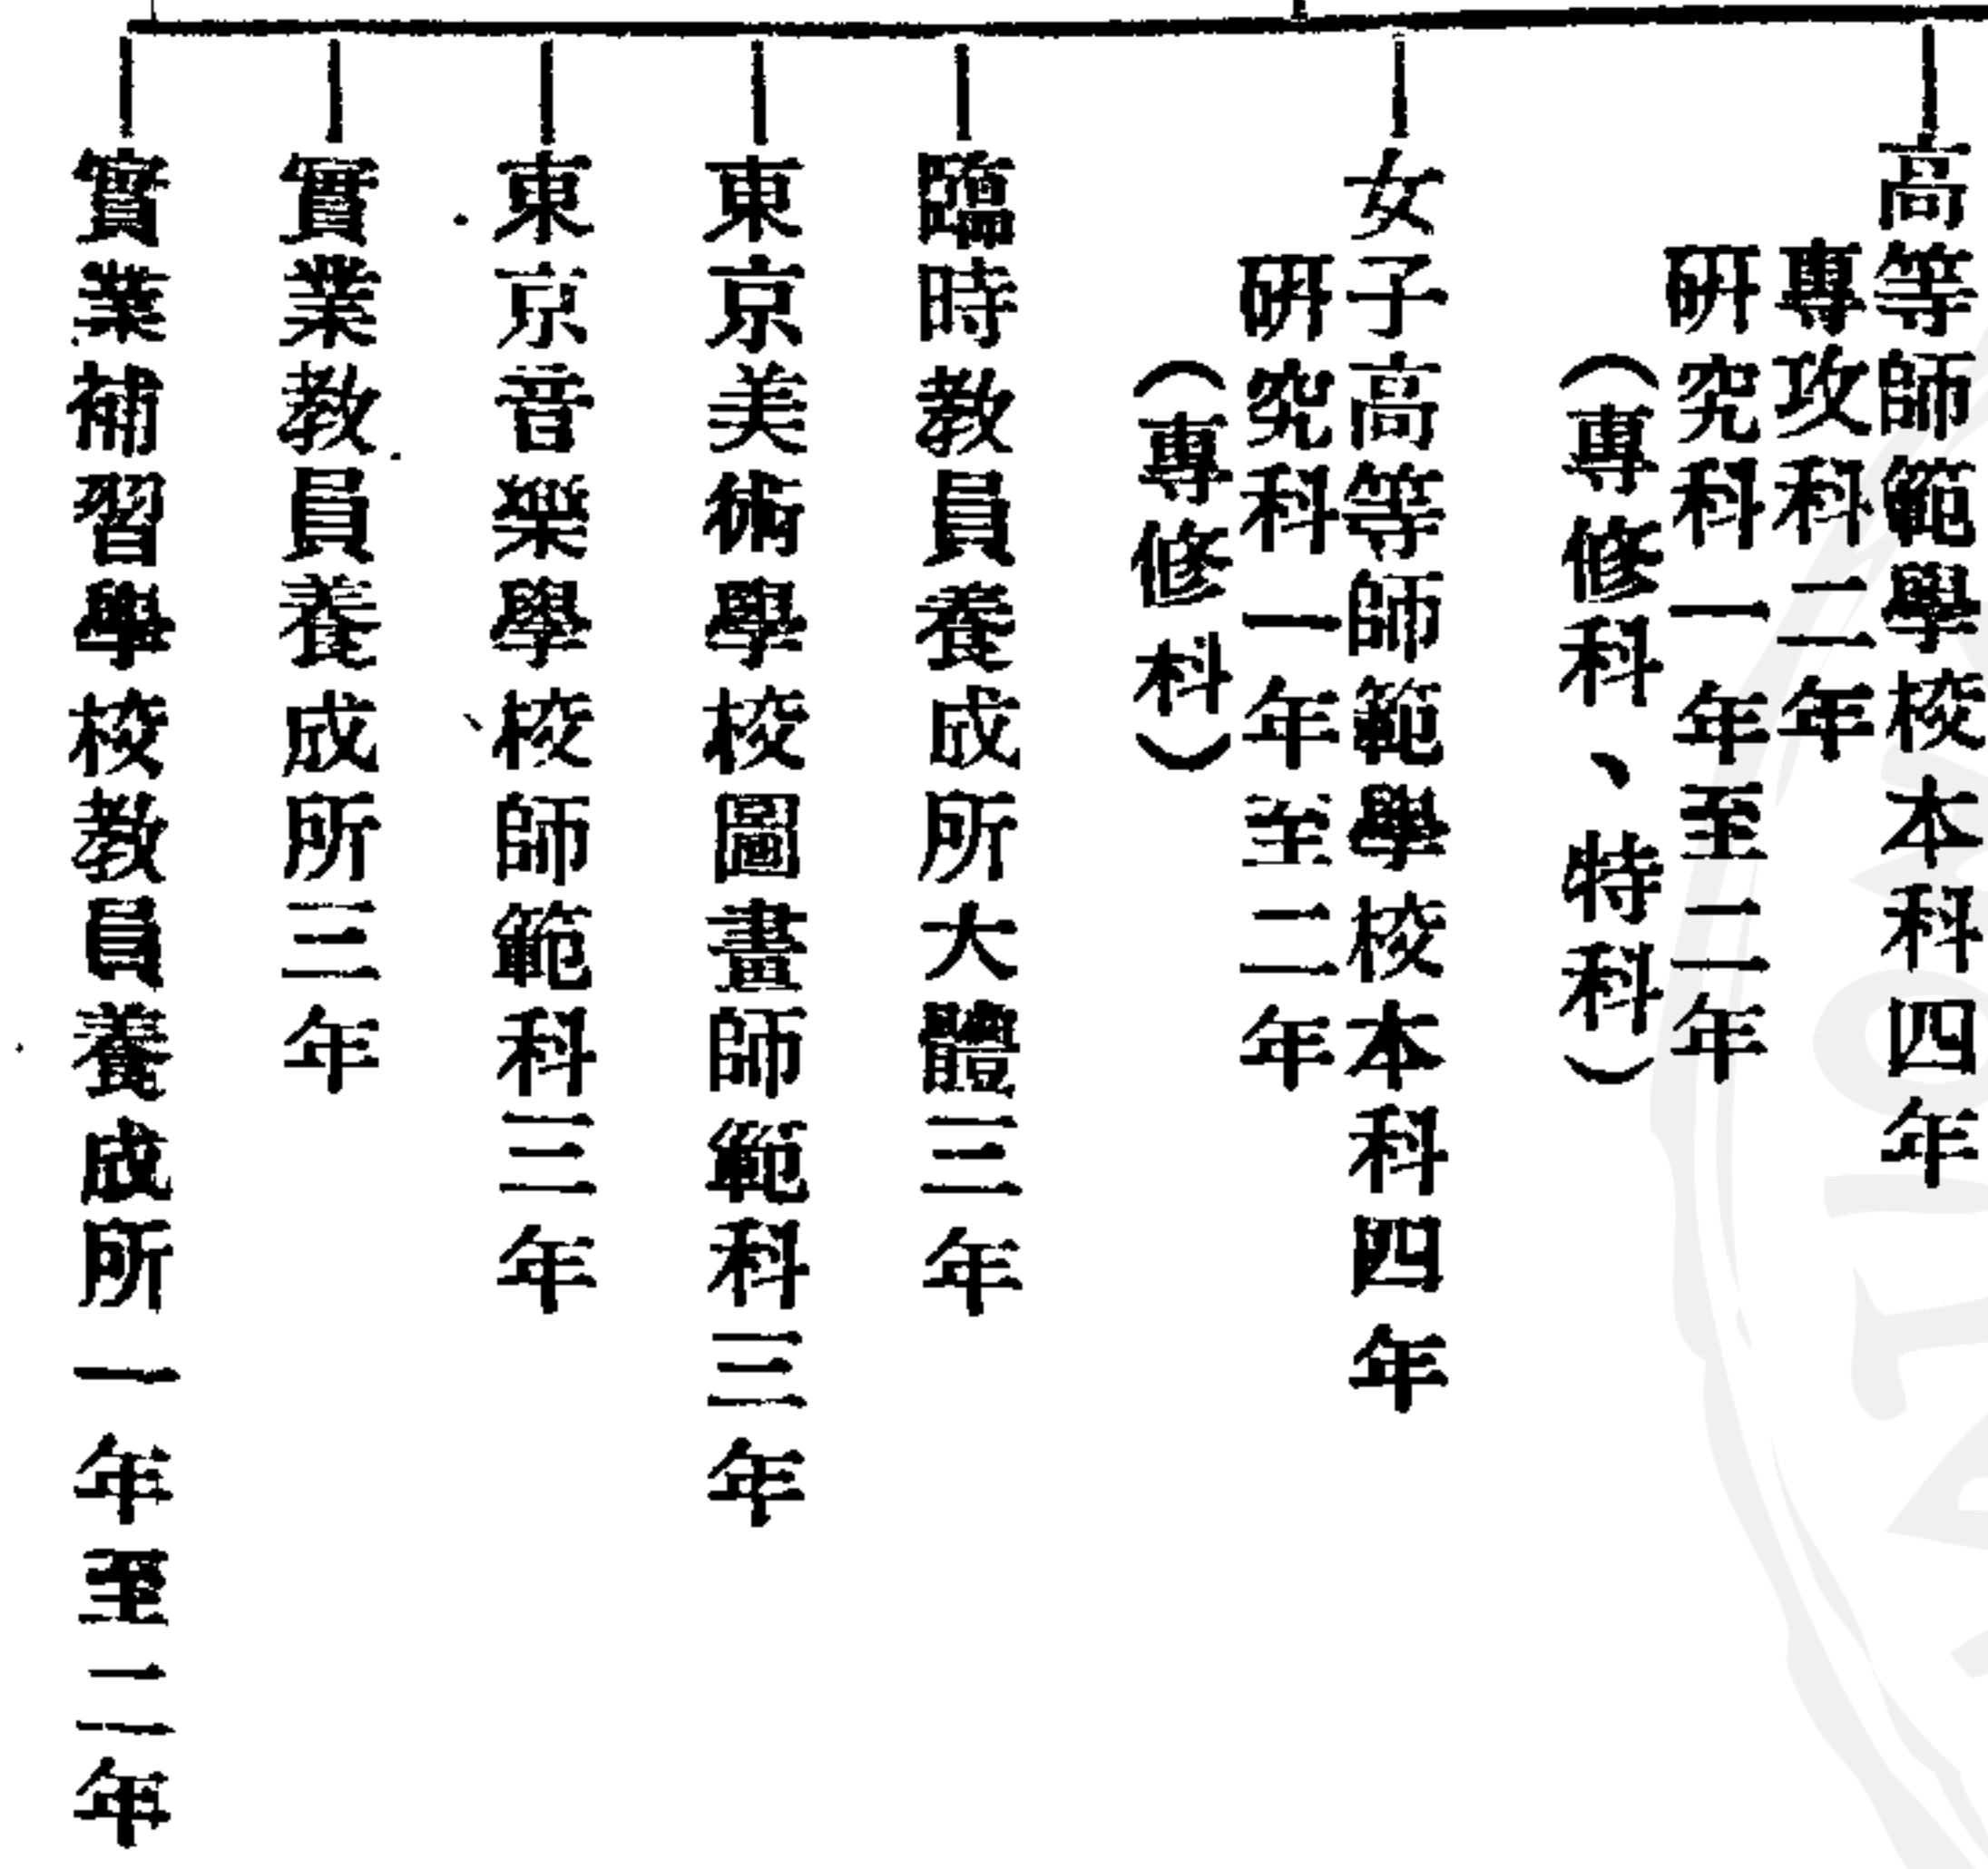 高等師範學校本科四年
專攻科二年
硏究科一年至二年
(專修科、特科)
女子高等師範學校本科四年
硏究科一年至二年
(專修科)
臨時教員養成所大體三年
東京美術學校圖畫師範科三年
東京音樂學校師範科三年
實業教員養成所三年
實業補習學校教員養成所一年至二年